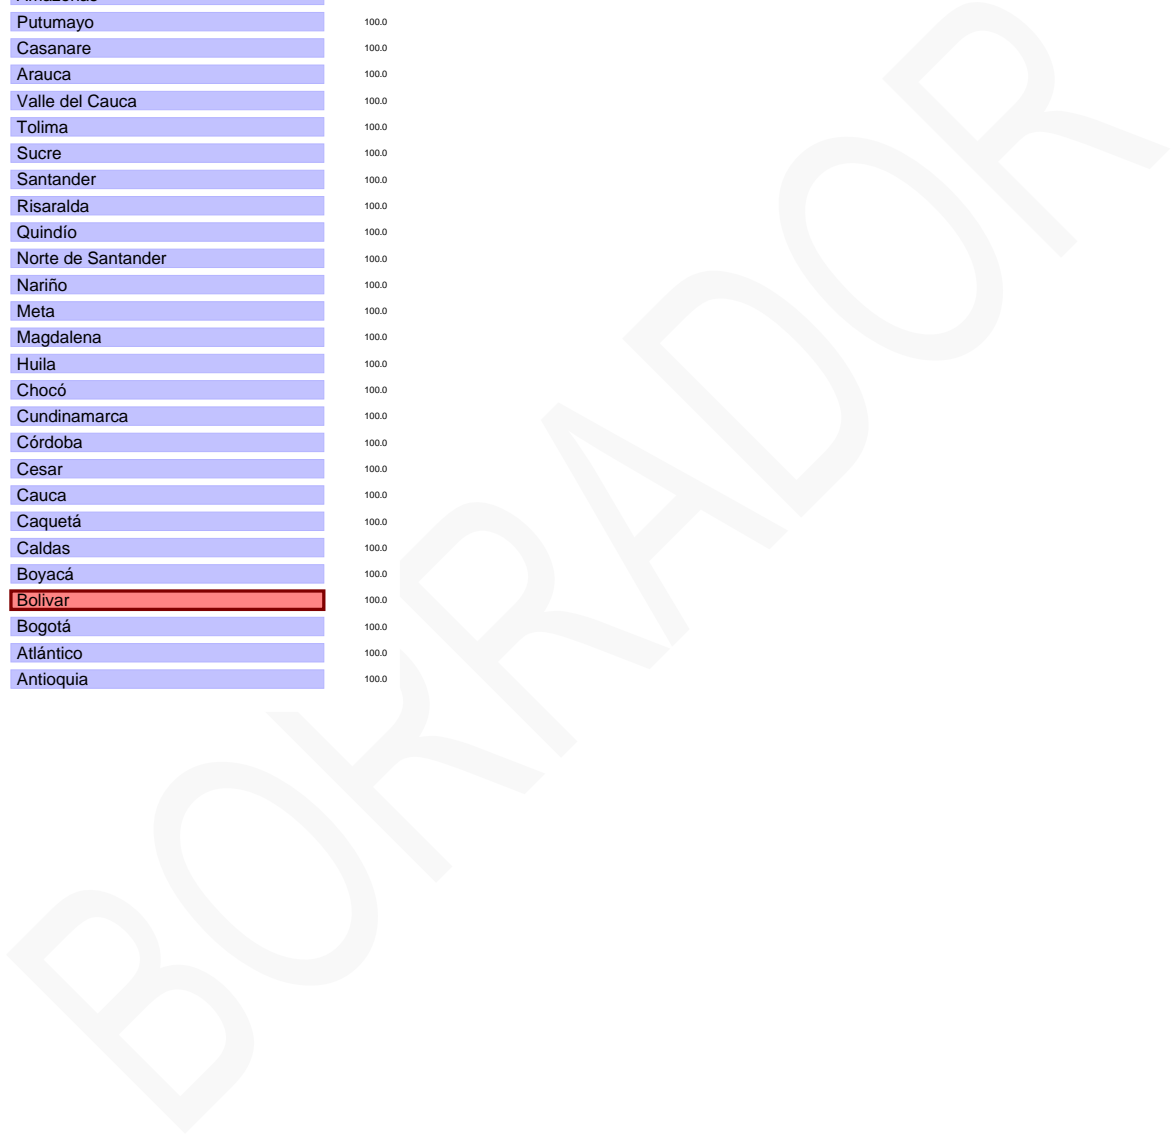 Putumayo 100.0
Casanare 100.0
Arauca 100.0
Valle del Cauca 100.0
Tolima 100.0
Sucre 100.0
Santander 100.0
Risaralda 100.0
Quindío 100.0
Norte de Santander 100.0
Nariño 100.0
Meta 100.0
Magdalena 100.0
Huila 100.0
Chocó 100.0
Cundinamarca 100.0
Córdoba 100.0
Cesar 100.0
Cauca 100.0
Caquetá 100.0
Caldas 100.0
Boyacá 100.0
Bolivar 100.0
Bogotá 100.0
Atlántico 100.0
Antioquia 100.0
BORRADOR